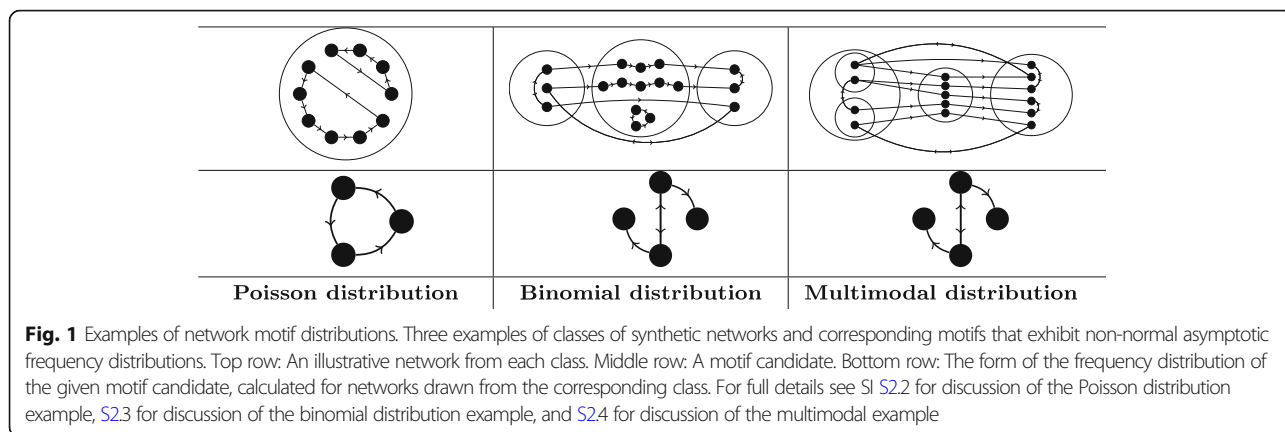 Poisson distribution
Binomial distribution
Multimodal distribution
Fig. 1 Examples of network motif distributions. Three examples of classes of synthetic networks and corresponding motifs that exhibit non-normal asymptotic
frequency distributions. Top row: An illustrative network from each class. Middle row: A motif candidate. Bottom row: The form of the frequency distribution of
the given motif candidate, calculated for networks drawn from the corresponding class. For full details see SI S2.2 for discussion of the Poisson distribution
example, S2.3 for discussion of the binomial distribution example, and S2.4 for discussion of the multimodal example